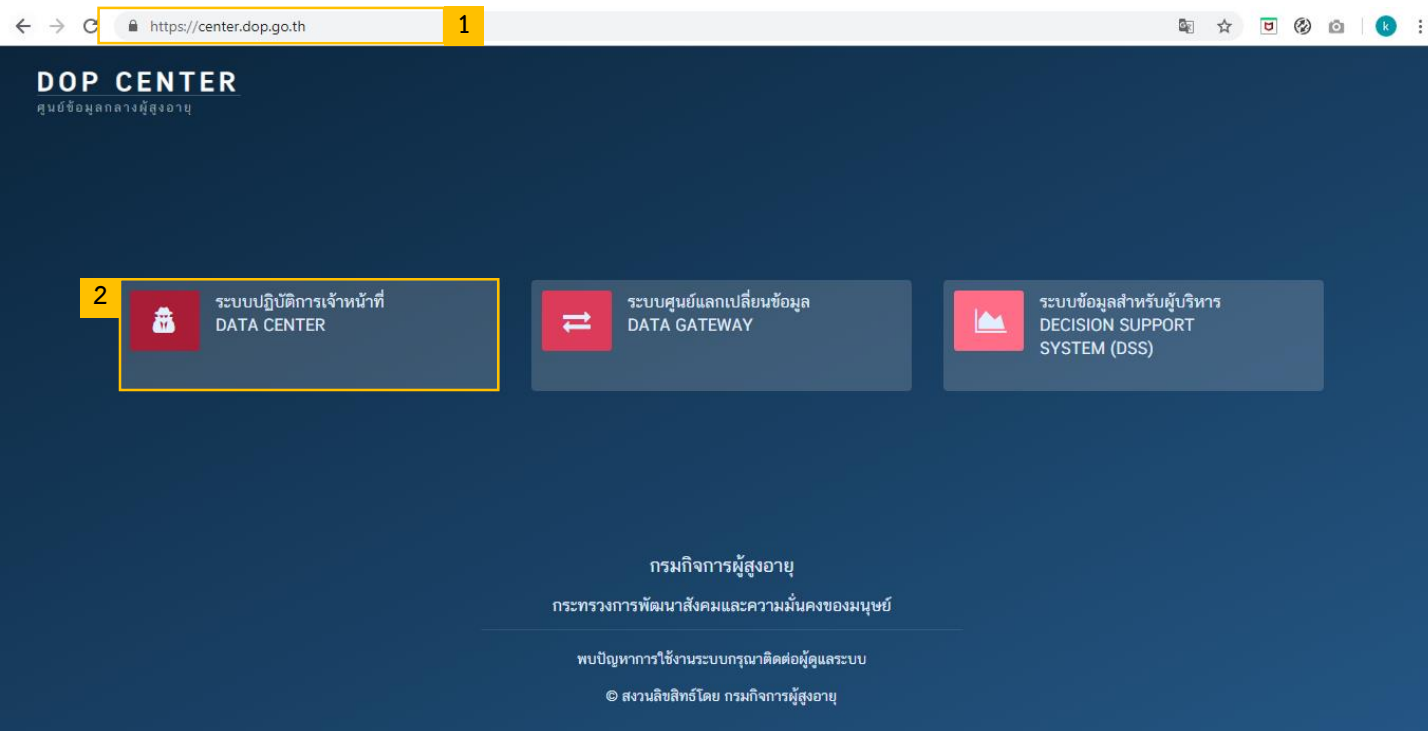 https://center.dop.go.th
1
k
DOP CENTER
ศูนย์ข้อมูลกลางผู้สูงอายุ
2
ระบบปฏิบัติการเจ้าหน้าที่
DATA CENTER
ระบบศูนย์แลกเปลี่ยนข้อมูล
DATA GATEWAY
ระบบข้อมูลสำหรับผู้บริหาร
DECISION SUPPORT
SYSTEM (DSS)
กรมกิจการผู้สูงอายุ
กระทรวงการพัฒนาสังคมและความมั่นคงของมนุษย์
พบปัญหาการใช้งานระบบกรุณาติดต่อผู้ดูแลระบบ
© สงวนลิขสิทธ์โดย กรมกิจการผู้สูงอายุ